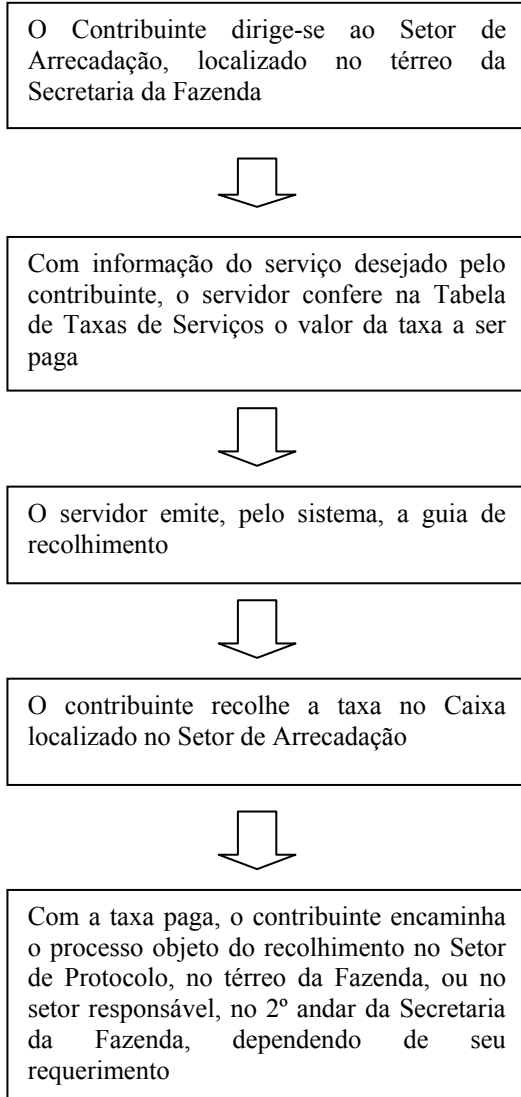 O Contribuinte dirige-se ao Setor de
Arrecadação, localizado no térreo da
Secretaria da Fazenda
Com informação do serviço desejado pelo
contribuinte, o servidor confere na Tabela
de Taxas de Serviços o valor da taxa a ser
paga
O servidor emite, pelo sistema, a guia de
recolhimento
O contribuinte recolhe a taxa no Caixa
localizado no Setor de Arrecadação
Com a taxa paga, o contribuinte encaminha
o processo objeto do recolhimento no Setor
de Protocolo, no térreo da Fazenda, ou no
setor responsável, no 2º andar da Secretaria
da Fazenda, dependendo de seu
requerimento